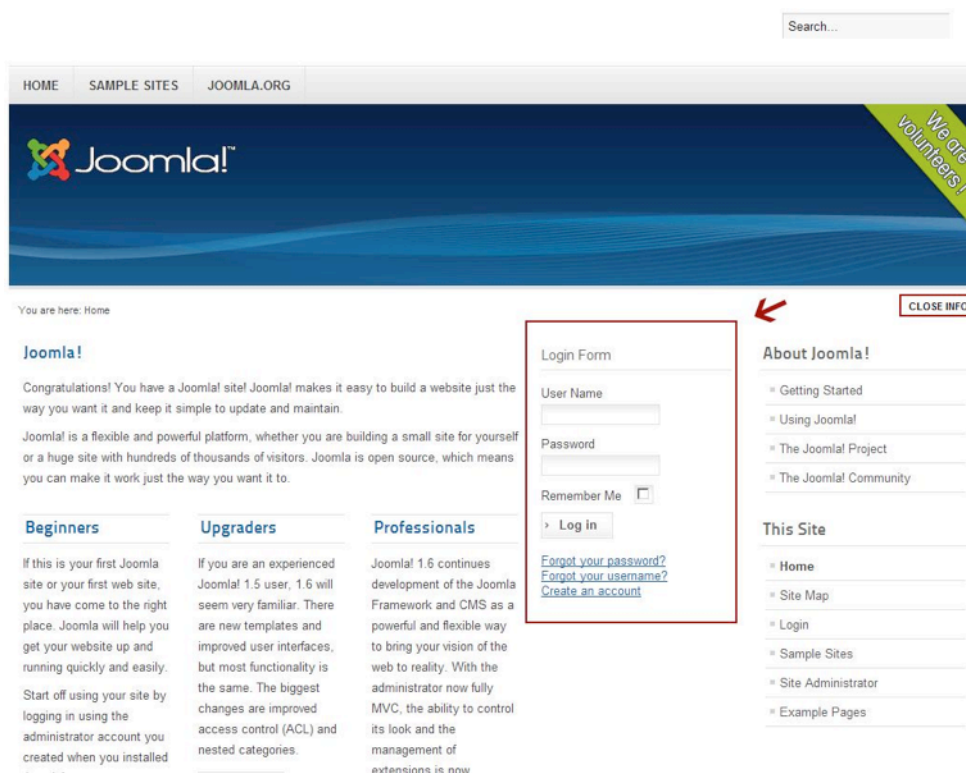 Search...
HOME SAMPLE SITES JOOMLA.ORG
Joomla!™
We are
volunteers!
You are here: Home
CLOSE INFO
Joomla!
Congratulations! You have a Joomla! site! Joomla! makes it easy to build a website just the
way you want it and keep it simple to update and maintain.
Joomla! is a flexible and powerful platform, whether you are building a small site for yourself
or a huge site with hundreds of thousands of visitors. Joomla is open source, which means
you can make it work just the way you want it to.
Beginners
If this is your first Joomla
site or your first web site,
you have come to the right
place. Joomla will help you
get your website up and
running quickly and easily.
Start off using your site by
logging in using the
administrator account you
created when you installed
Upgraders
If you are an experienced
Joomla! 1.5 user, 1.6 will
seem very familiar. There
are new templates and
improved user interfaces,
but most functionality is
the same. The biggest
changes are improved
access control (ACL) and
nested categories.
Professionals
Joomla! 1.6 continues
development of the Joomla
Framework and CMS as a
powerful and flexible way
to bring your vision of the
web to reality. With the
administrator now fully
MVC, the ability to control
its look and the
management of
extensions is now
Login Form
User Name
Password
Remember Me
Log in
Forgot your password?
Forgot your username?
Create an account
About Joomla!
Getting Started
Using Joomla!
The Joomla! Project
The Joomla! Community
This Site
Home
Site Map
Login
Sample Sites
Site Administrator
Example Pages